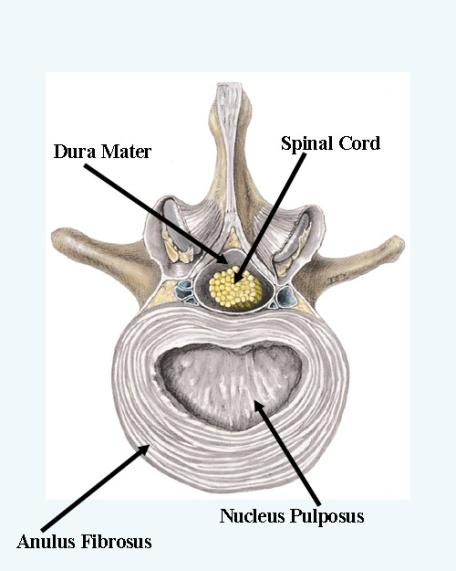 Spinal Cord
Dura Mater
Nucleus Pulposus
Anulus Fibrosus